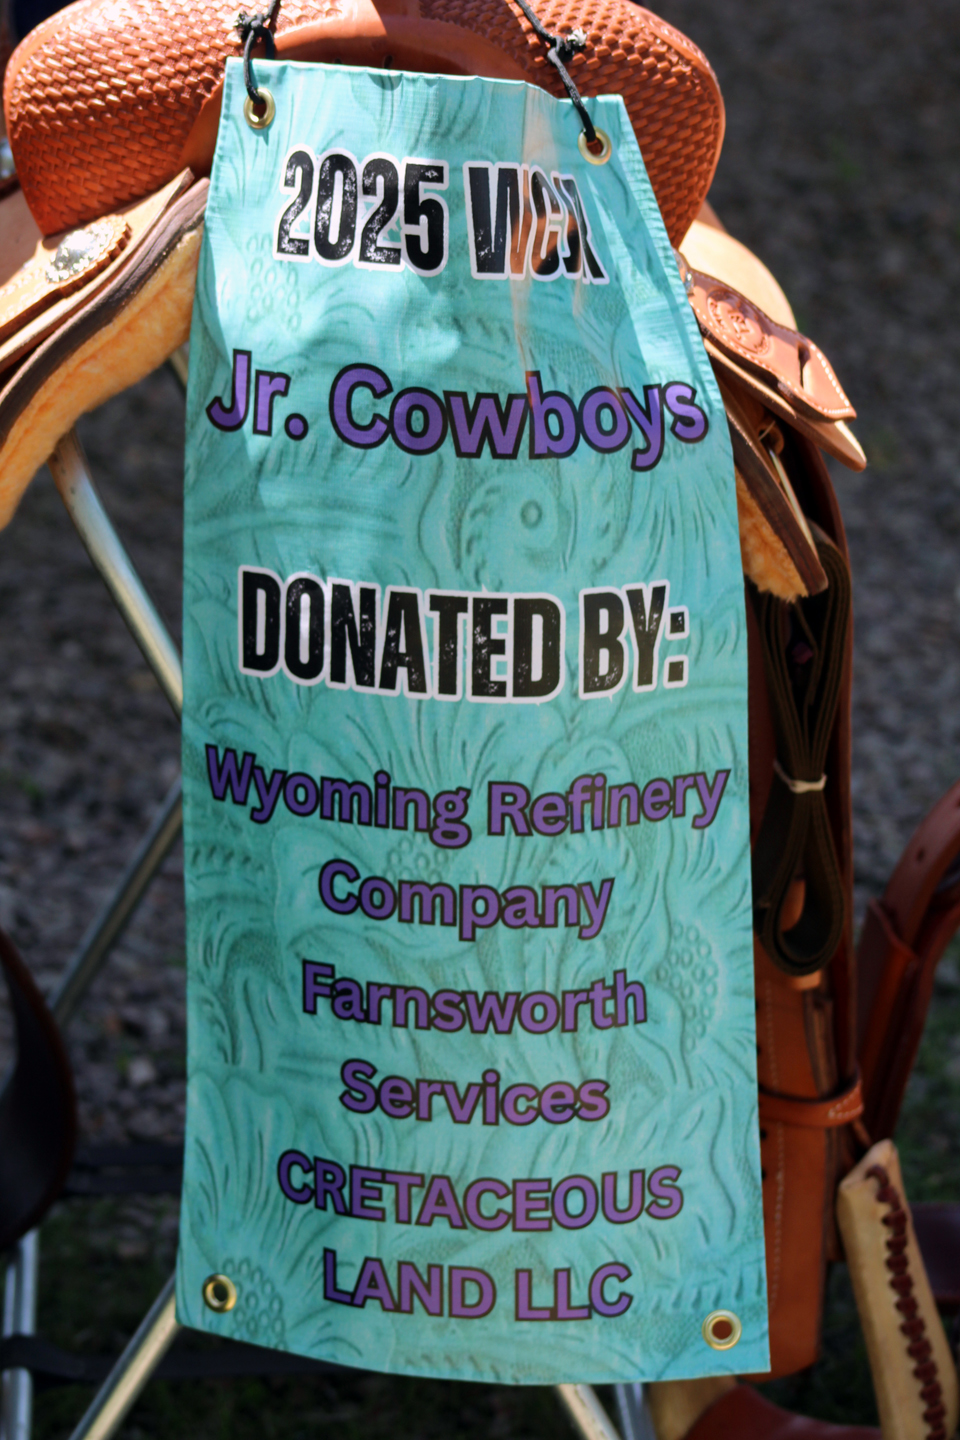 2025 WCX
Jr. Cowboys
DONATED BY:
Wyoming Refinery
Company
Farnsworth
Services
CRETACEOUS
LAND LLC